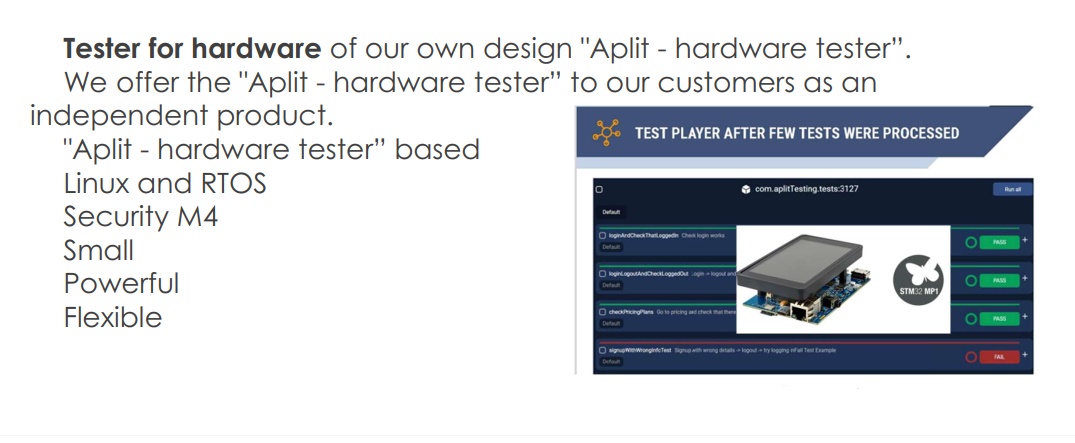 Tester for hardware of our own design "Aplit - hardware tester”.
We offer the "Aplit - hardware tester” to our customers as an
independent product.
"Aplit - hardware tester” based
Linux and RTOS
Security M4
Small
Powerful
Flexible
TEST PLAYER AFTER FEW TESTS WERE PROCESSED
com.aplitTesting.tests:3127
Run all
Default
loginAndCheckThatLoggedIn Check login works
PASS
Default
loginLogoutAndCheckLoggedOut Login -> logout and
PASS
Default
checkPricingPlans Go to pricing and check that there
PASS
Default
signupWithWrongInfoTest Signup with wrong details -> logout -> try logging in Fail Test Example
FAIL
Default
STM32 MP1